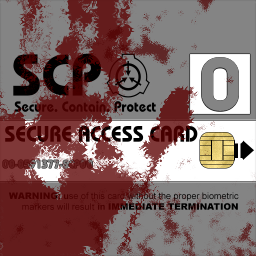 SCP
0
Secure. Contain. Protect
SECURE ACCESS CARD
WARNING: use of this card without the proper biometric
markers will result in IMMEDIATE TERMINATION